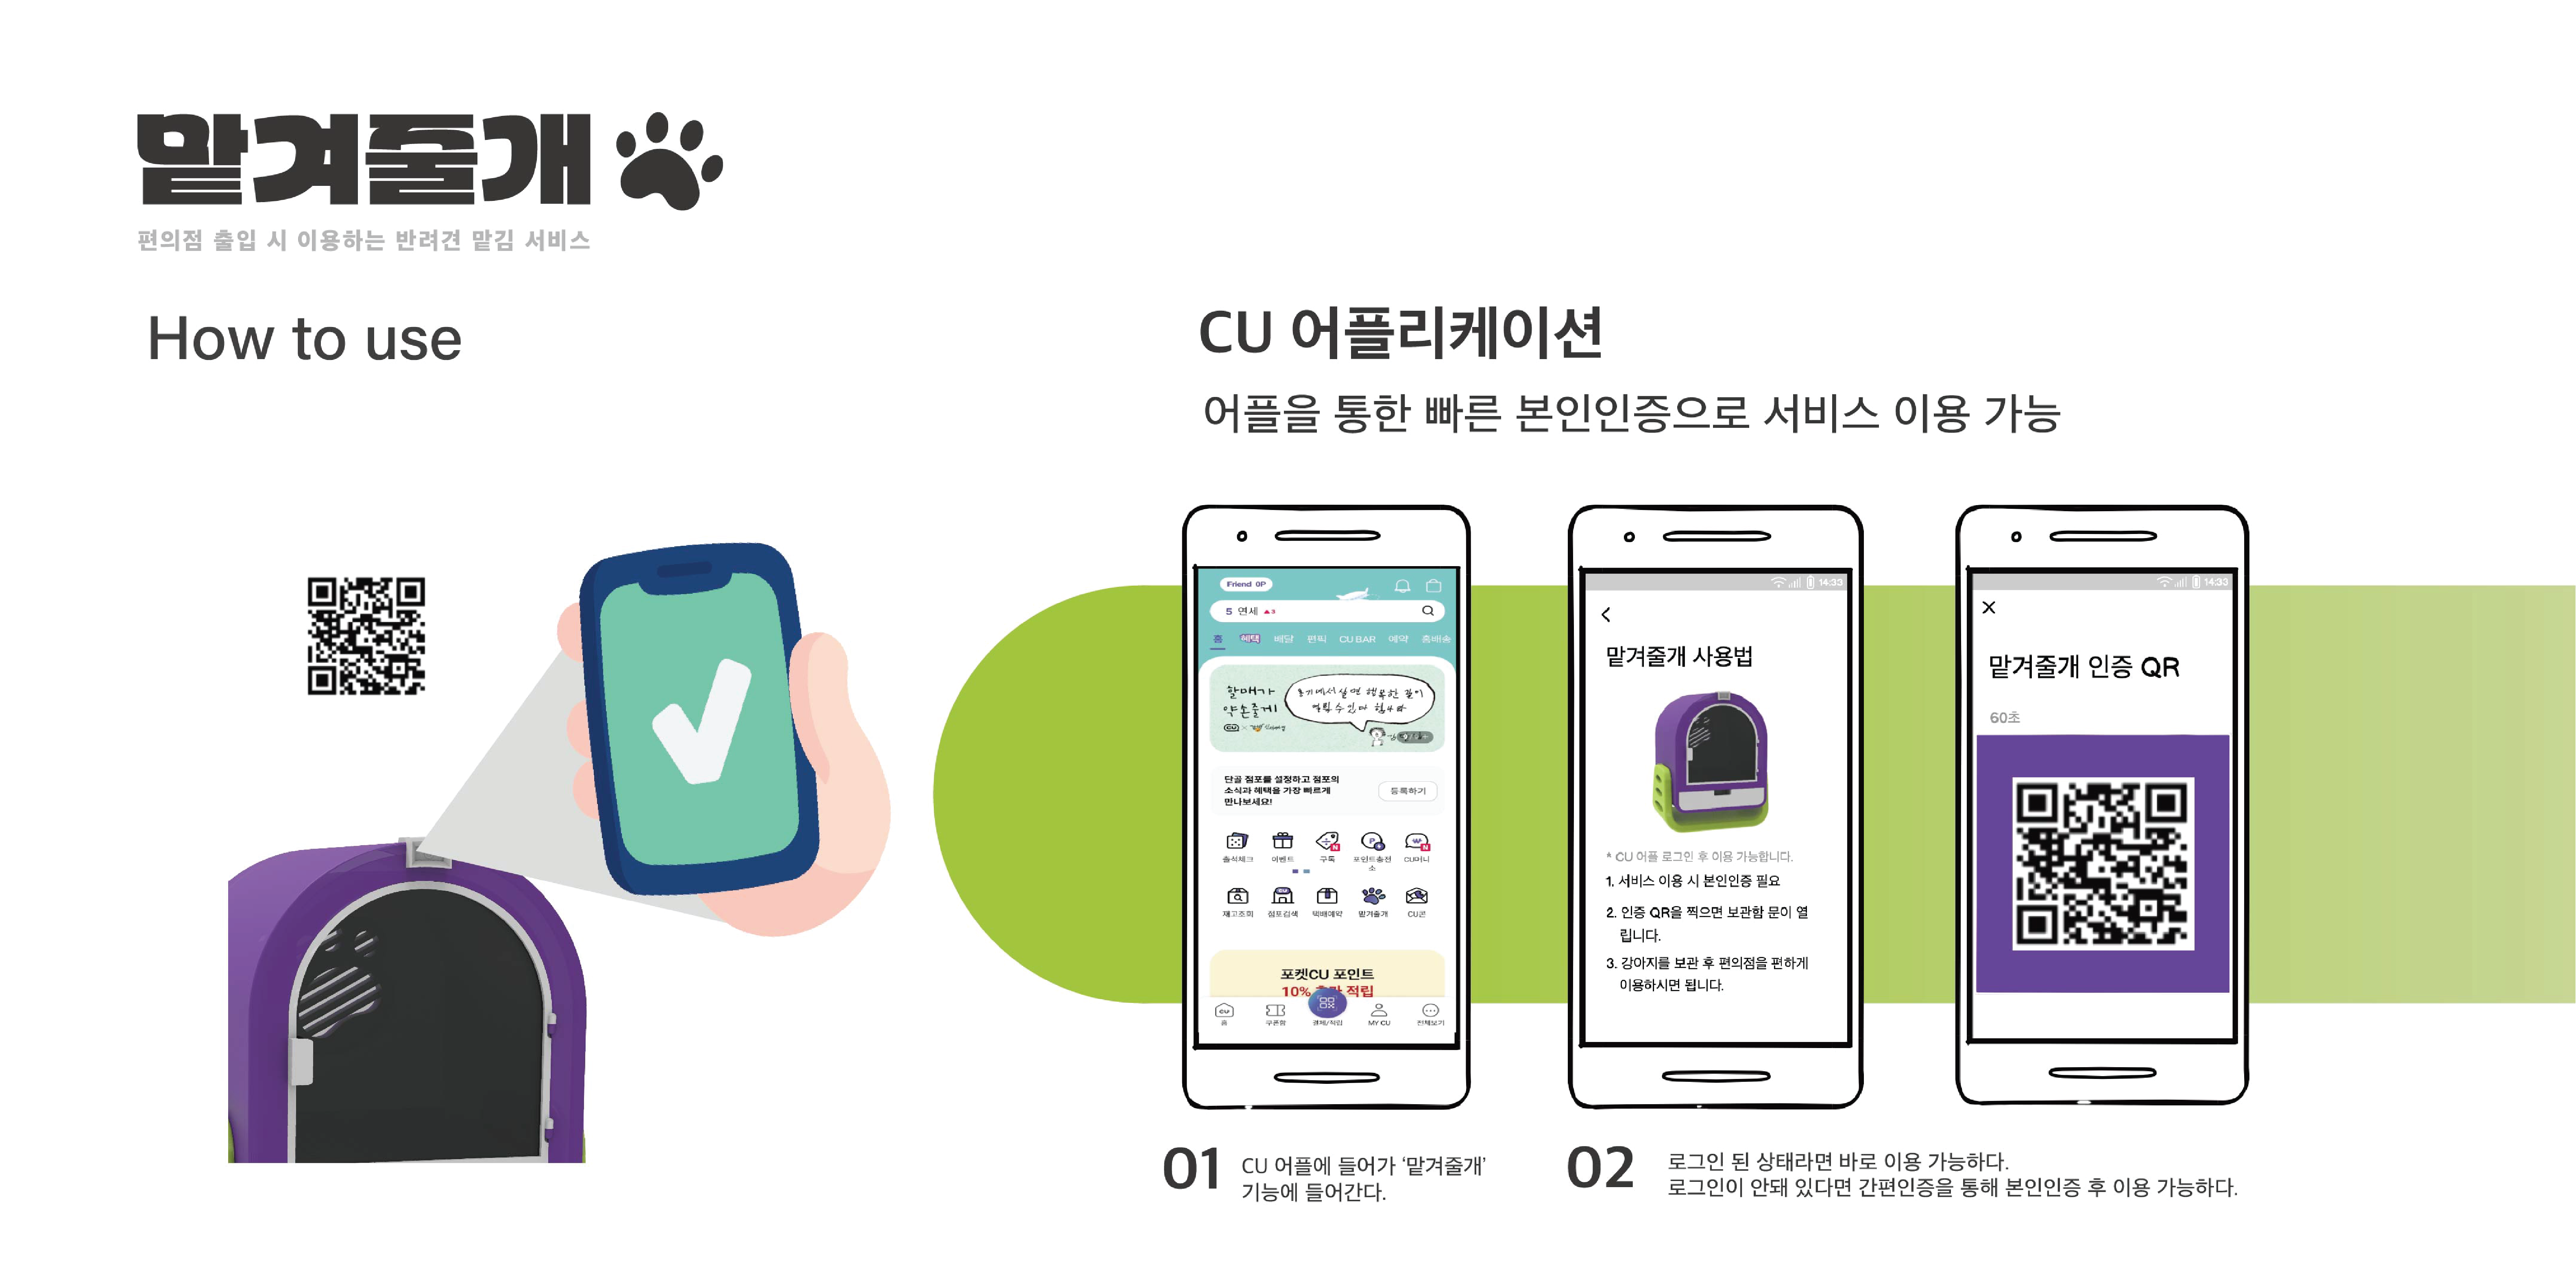 맡겨줄개
편의점 출입 시 이용하는 반려견 맡김 서비스
How to use
CU 어플리케이션
어플을 통한 빠른 본인인증으로 서비스 이용 가능
Friend 0P
5 연세 ▲3
홈 혜택 배달 편픽 CU BAR 예약 홈배송
할매가
약손줄게!
CU ×
단골 점포를 설정하고 점포의
소식과 혜택을 가장 빠르게
만나보세요!
등록하기
출석체크 이벤트 구독 포인트충전소 CU머니
재고조회 점포검색 택배예약 맡겨줄개 CU콘
포켓CU 포인트
10% 적립
홈 쿠폰함 결제/적립 MY CU 전체보기
14:33
맡겨줄개 사용법
* CU 어플 로그인 후 이용 가능합니다.
1. 서비스 이용 시 본인인증 필요
2. 인증 QR을 찍으면 보관함 문이 열
립니다.
3. 강아지를 보관 후 편의점을 편하게
이용하시면 됩니다.
14:33
맡겨줄개 인증 QR
60초
01 CU 어플에 들어가 ‘맡겨줄개’
기능에 들어간다.
02 로그인 된 상태라면 바로 이용 가능하다.
로그인이 안돼 있다면 간편인증을 통해 본인인증 후 이용 가능하다.